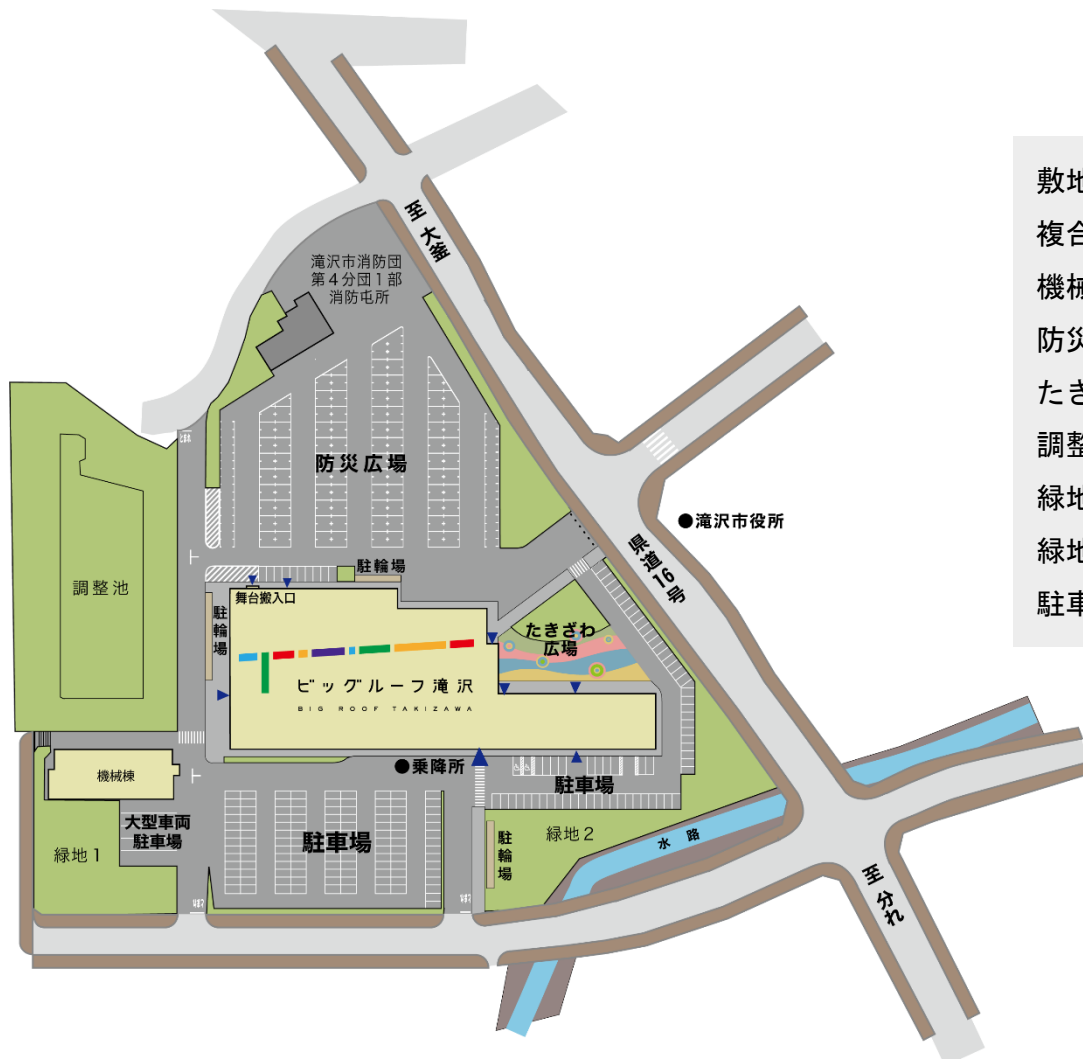 至 大釜
滝沢市消防団
第4分団1部
消防屯所
防災広場
●滝沢市役所
県道16号
調整池
駐輪場
舞台搬入口
駐輪場
たきざわ
広場
ビッグルーフ滝沢
BIG ROOF TAKIZAWA
●乗降所
機械棟
駐車場
大型車両
駐車場
駐車場
緑地1
緑地2
駐輪場
水路
至 分れ
敷地
複合
機械
防災
たき
調整
緑地
緑地
駐車